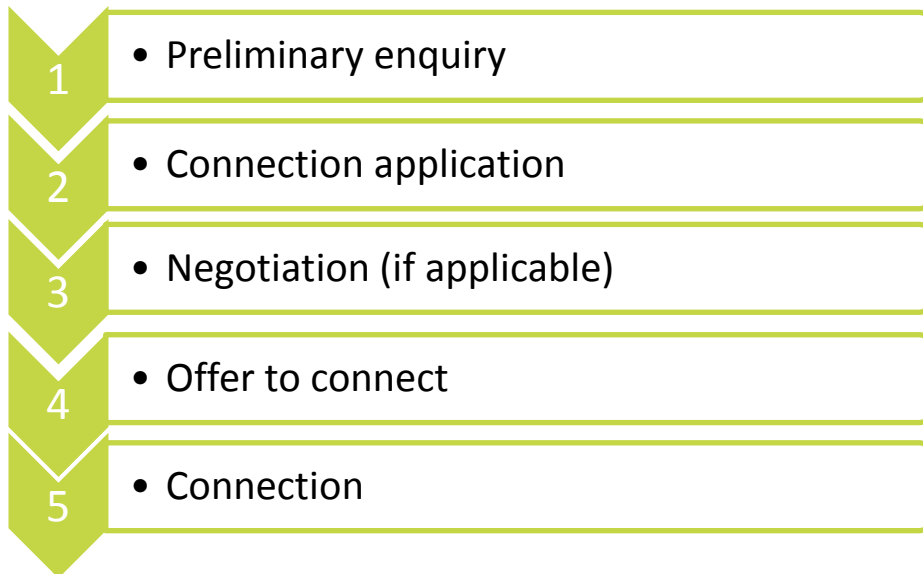 1 • Preliminary enquiry
2 • Connection application
3 • Negotiation (if applicable)
4 • Offer to connect
5 • Connection